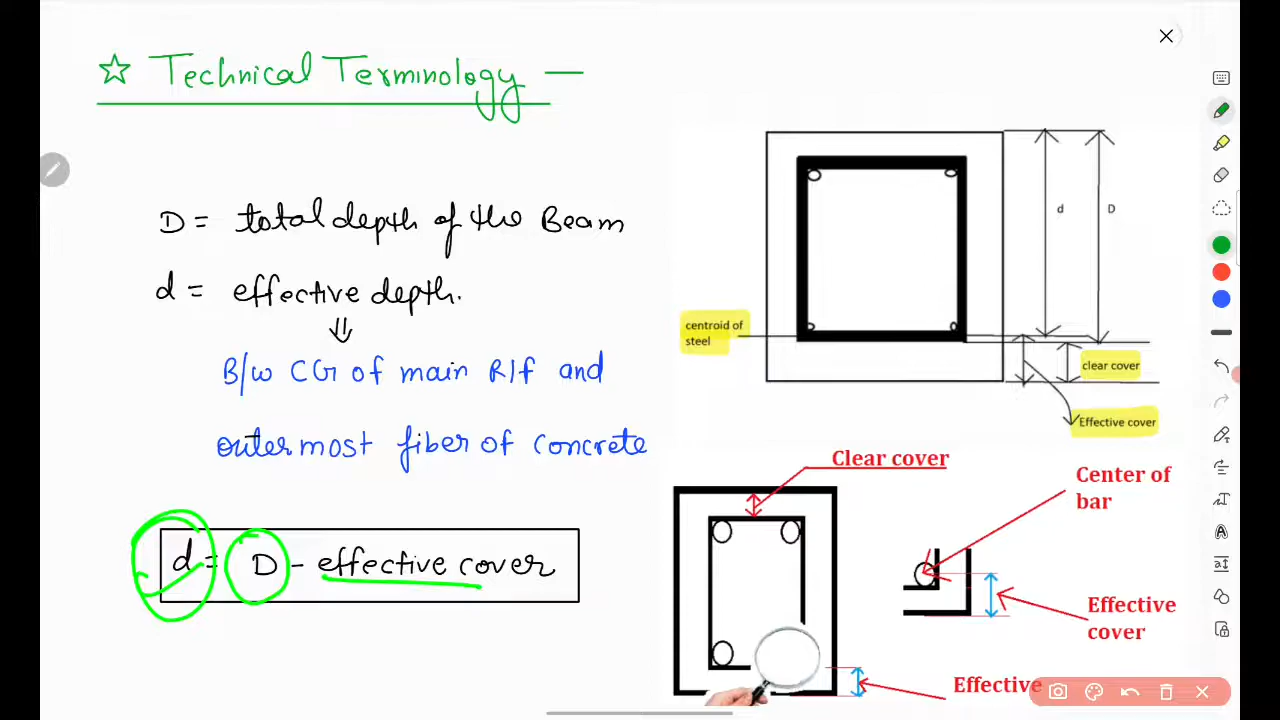 ☆ Technical Terminology —
D = total depth of the Beam
d = effective depth.
⇓
B/w CG of main R/f and
outermost fiber of concrete
d = D - effective cover
d
D
centroid of
steel
clear cover
Effective cover
Clear cover
Center of
bar
Effective
cover
Effective